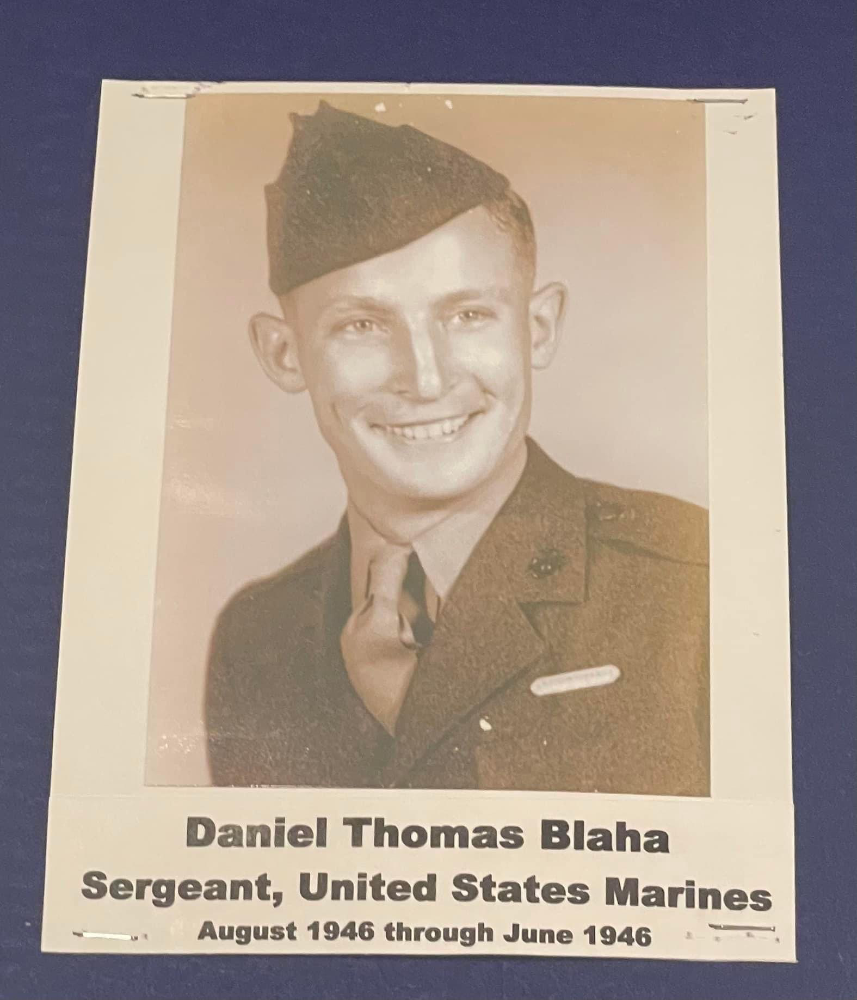 Daniel Thomas Blaha
Sergeant, United States Marines
August 1946 through June 1946